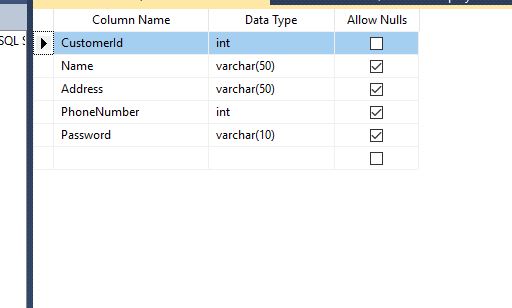 Column Name Data Type Allow Nulls
SQL S CustomerId int
Name varchar(50)
Address varchar(50)
PhoneNumber int
Password varchar(10)